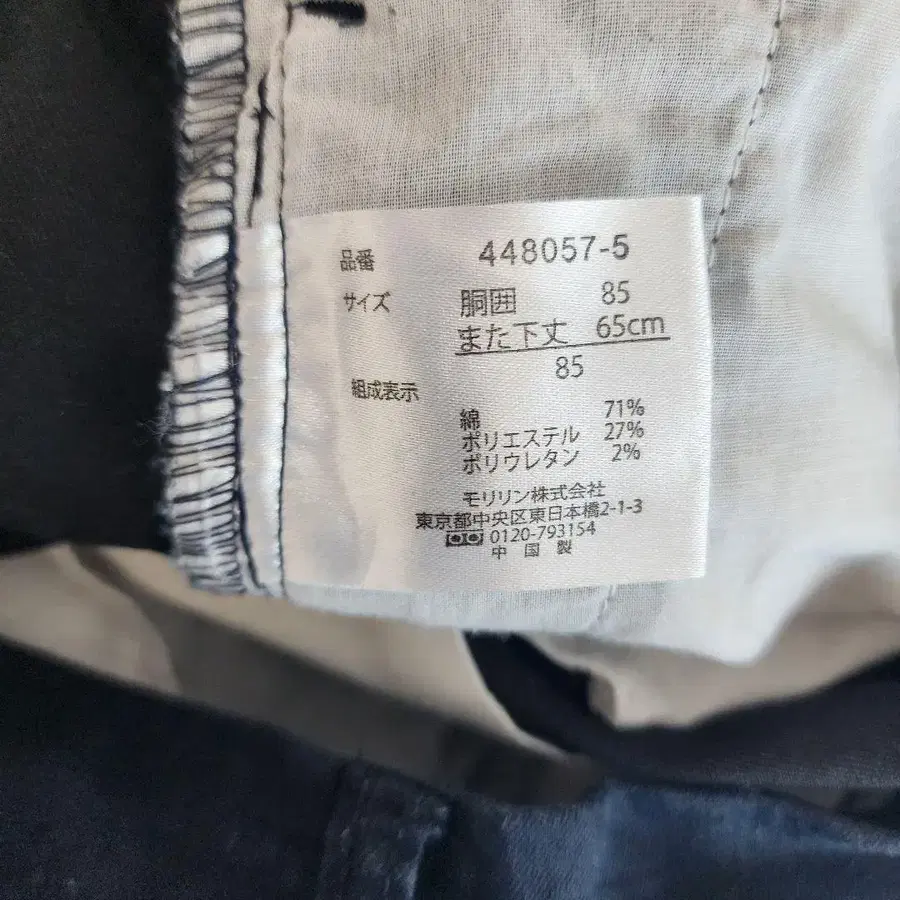 品番 448057-5
サイズ 胴囲 85
また下丈 65cm
85
組成表示
綿 71%
ポリエステル 27%
ポリウレタン 2%
モリリン株式会社
東京都中央区東日本橋2-1-3
0120-793154
中国製